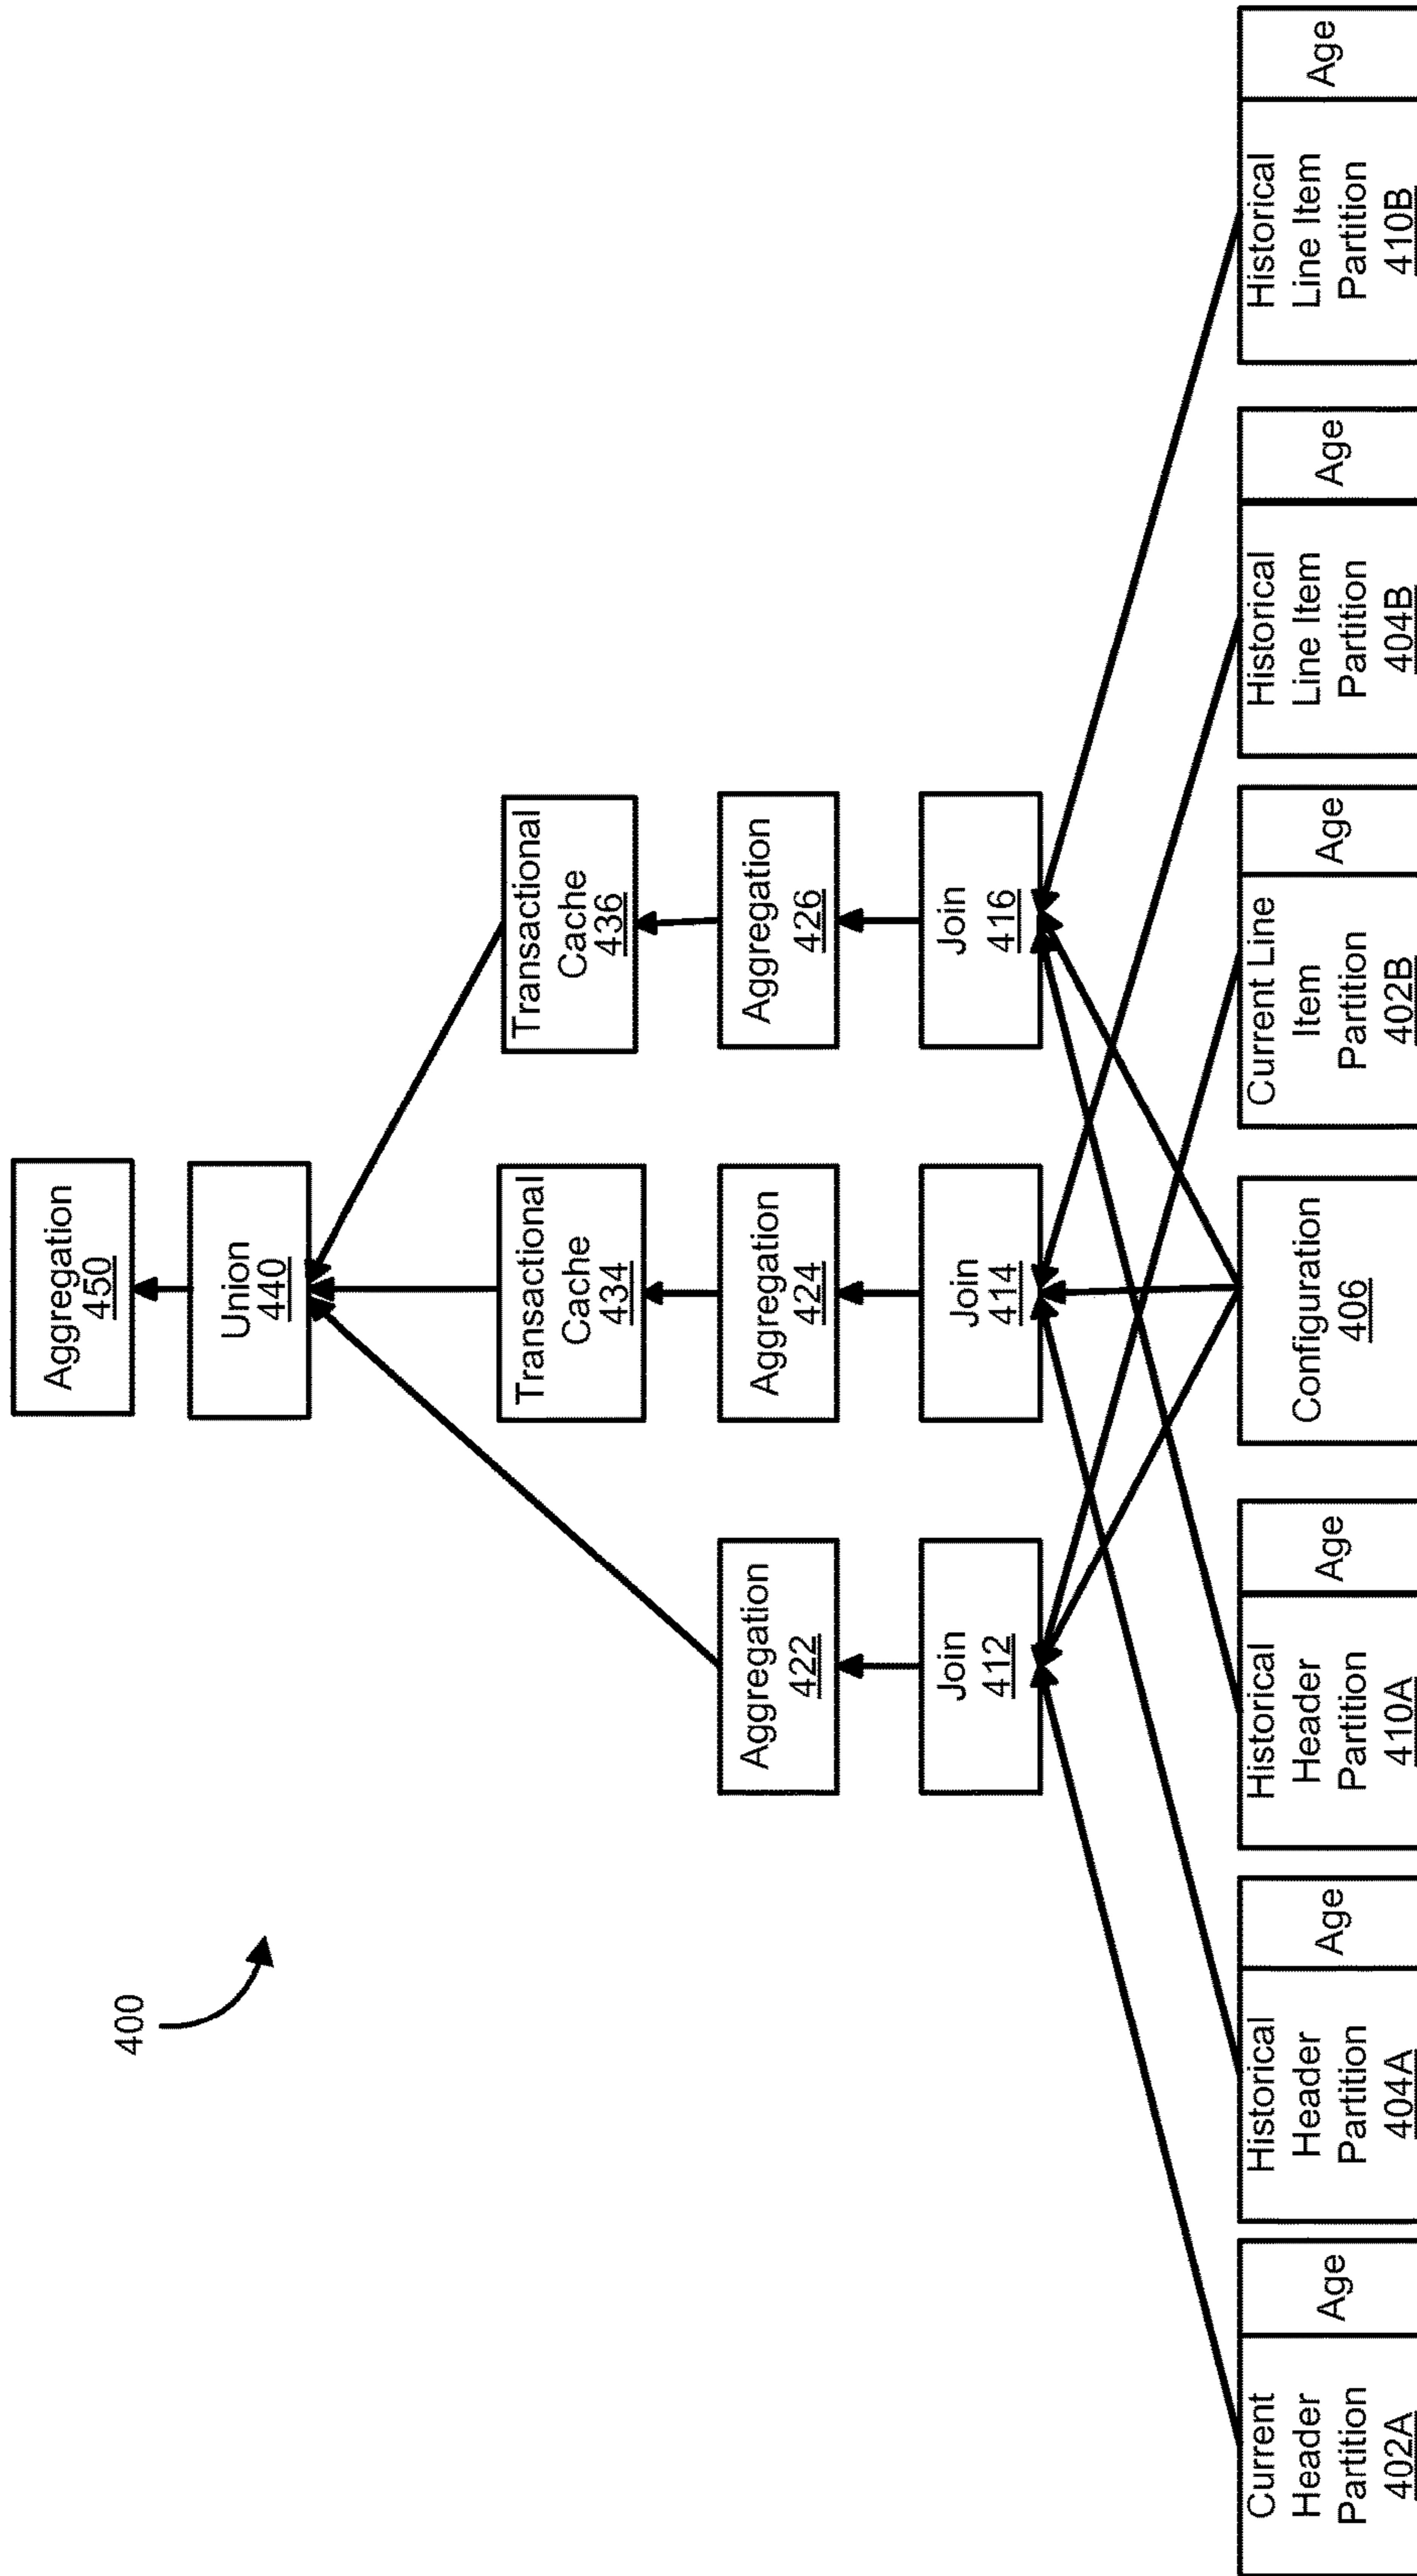 400
Aggregation
450
Union
440
Transactional
Cache
434
Transactional
Cache
436
Aggregation
422
Aggregation
424
Aggregation
426
Join
412
Join
414
Join
416
Current
Header
Partition
402A
Age
Historical
Header
Partition
404A
Age
Historical
Header
Partition
410A
Age
Configuration
406
Current Line
Item
Partition
402B
Age
Historical
Line Item
Partition
404B
Age
Historical
Line Item
Partition
410B
Age